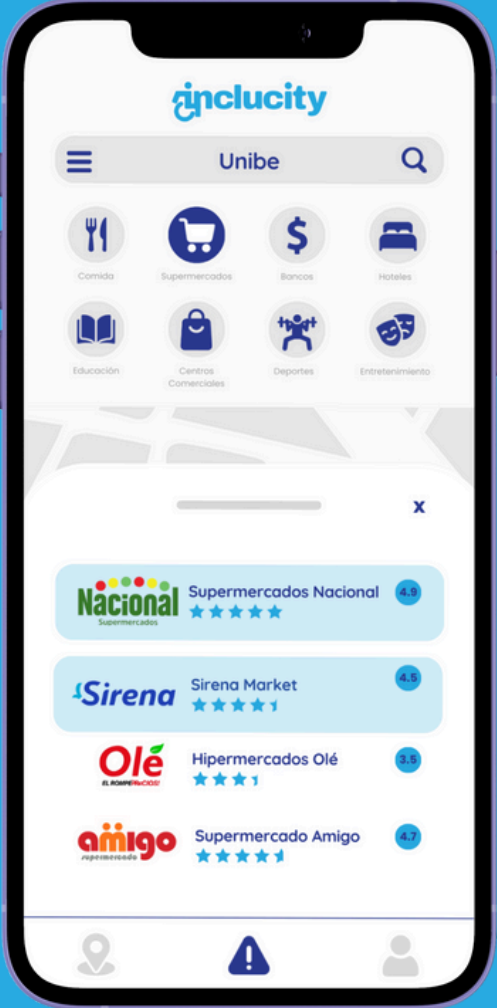 inclucity
Unibe
Comida
Supermercados
Bancos
Hoteles
Educación
Centros
Comerciales
Deportes
Entretenimiento
x
Nacional
Supermercados
Supermercados Nacional
4.9
Sirena
Sirena Market
4.5
Olé
EL ROMPEPRECIOS!
Hipermercados Olé
3.5
amigo
supermercado
Supermercado Amigo
4.7